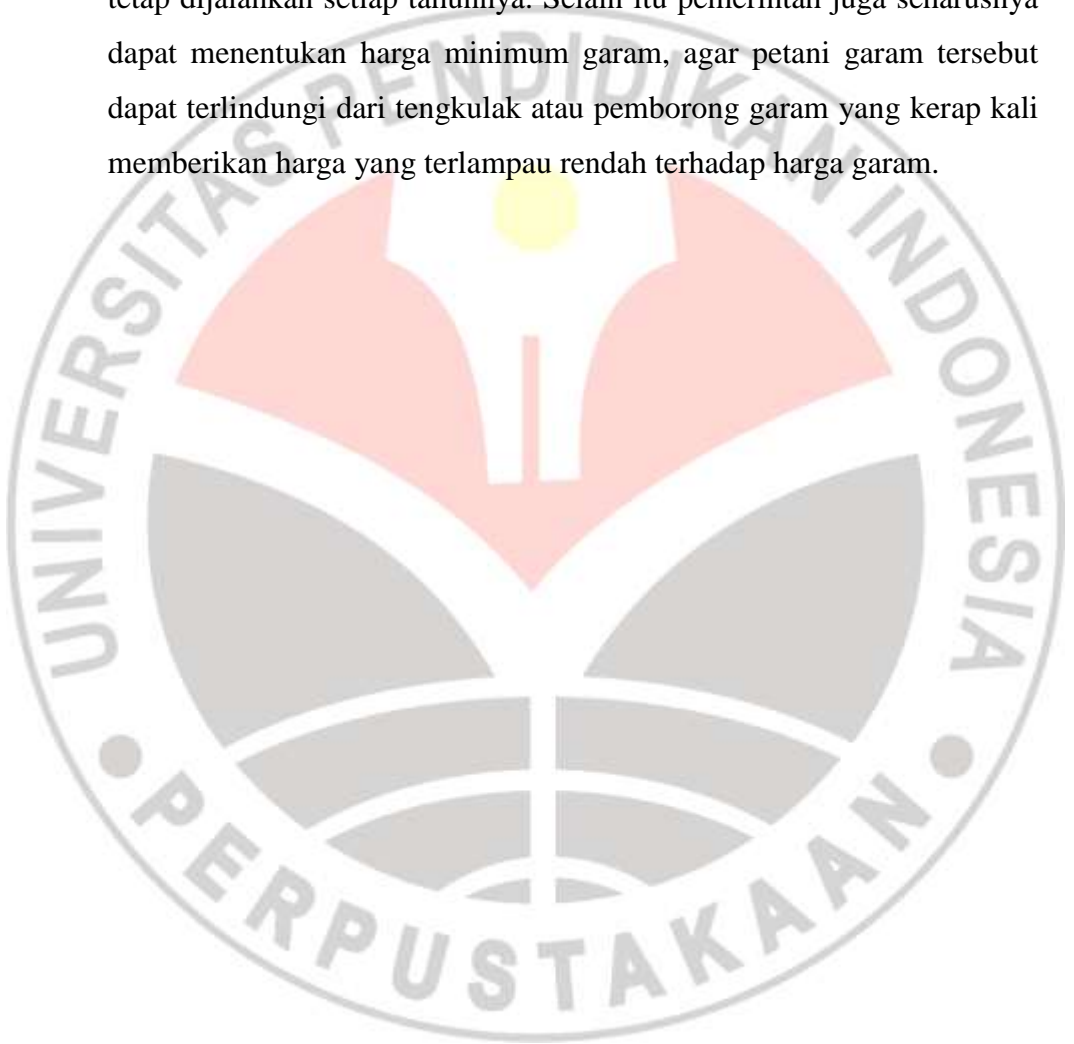 tetap dijalankan setiap tahunnya. Selain itu pemerintah juga seharusnya
dapat menentukan harga minimum garam, agar petani garam tersebut
dapat terlindungi dari tengkulak atau pemborong garam yang kerap kali
memberikan harga yang terlampau rendah terhadap harga garam.
UNIVERSITAS PENDIDIKAN INDONESIA
PERPUSTAKAAN